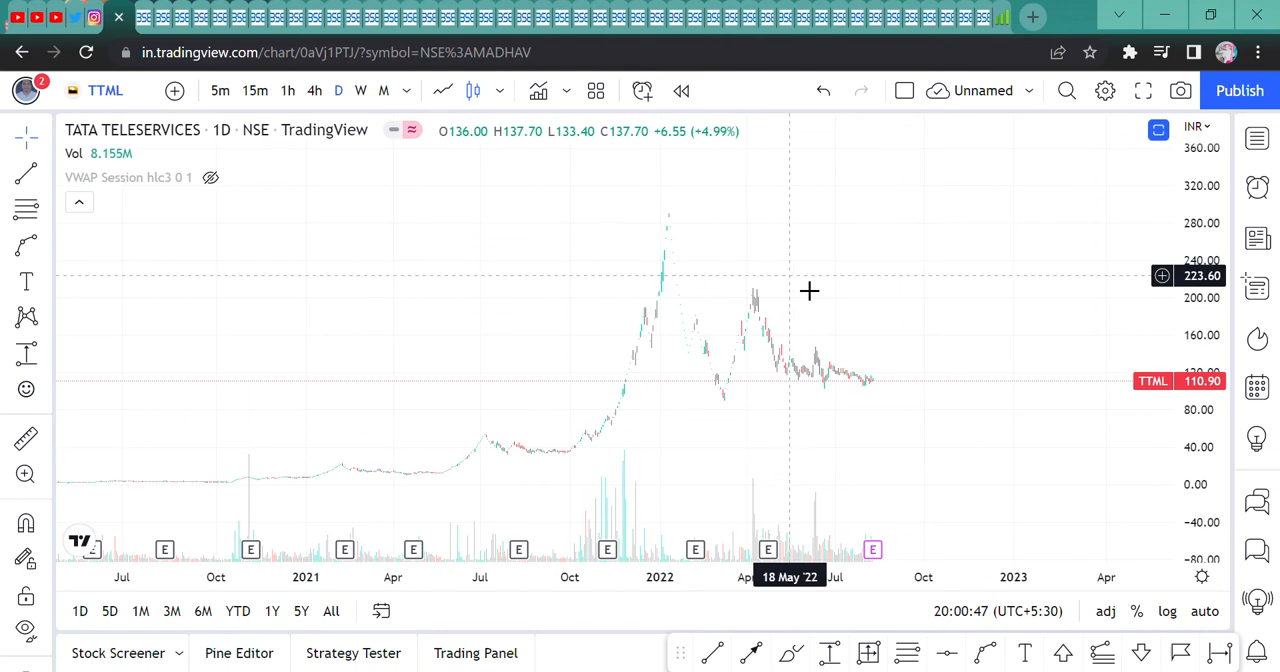 in.tradingview.com/chart/0aVj1PTJ/?symbol=NSE%3AMADHAV
2 TTML 5m 15m 1h 4h D W M Unnamed Publish
TATA TELESERVICES · 1D · NSE · TradingView O136.00 H137.70 L133.40 C137.70 +6.55 (+4.99%) INR
Vol 8.155M
VWAP Session hlc3 0 1
360.00
320.00
280.00
240.00
223.60
200.00
160.00
120.00
TTML 110.90
80.00
40.00
0.00
−40.00
−80.00
E E E E E E E E E E
Jul Oct 2021 Apr Jul Oct 2022 Apr 18 May '22 Jul Oct 2023 Apr
1D 5D 1M 3M 6M YTD 1Y 5Y All 20:00:47 (UTC+5:30) adj % log auto
Stock Screener Pine Editor Strategy Tester Trading Panel